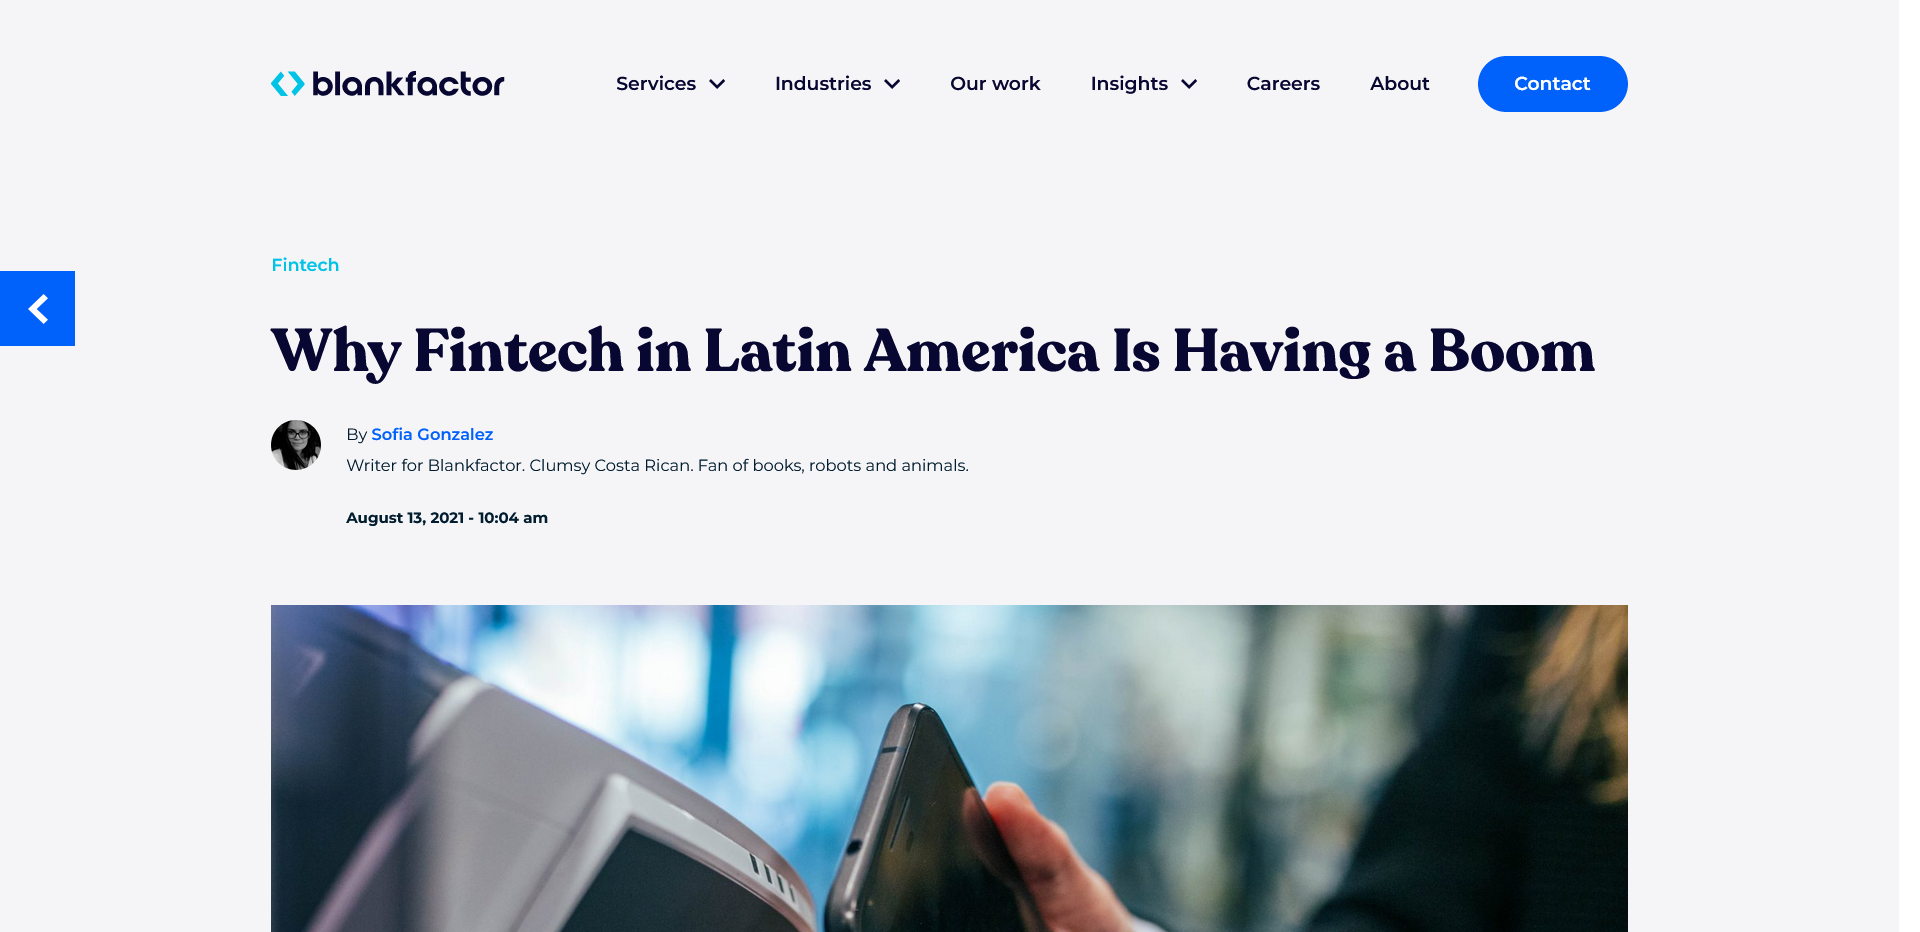 blankfactor
Services
Industries
Our work
Insights
Careers
About
Contact
Fintech
Why Fintech in Latin America Is Having a Boom
By Sofia Gonzalez
Writer for Blankfactor. Clumsy Costa Rican. Fan of books, robots and animals.
August 13, 2021 - 10:04 am